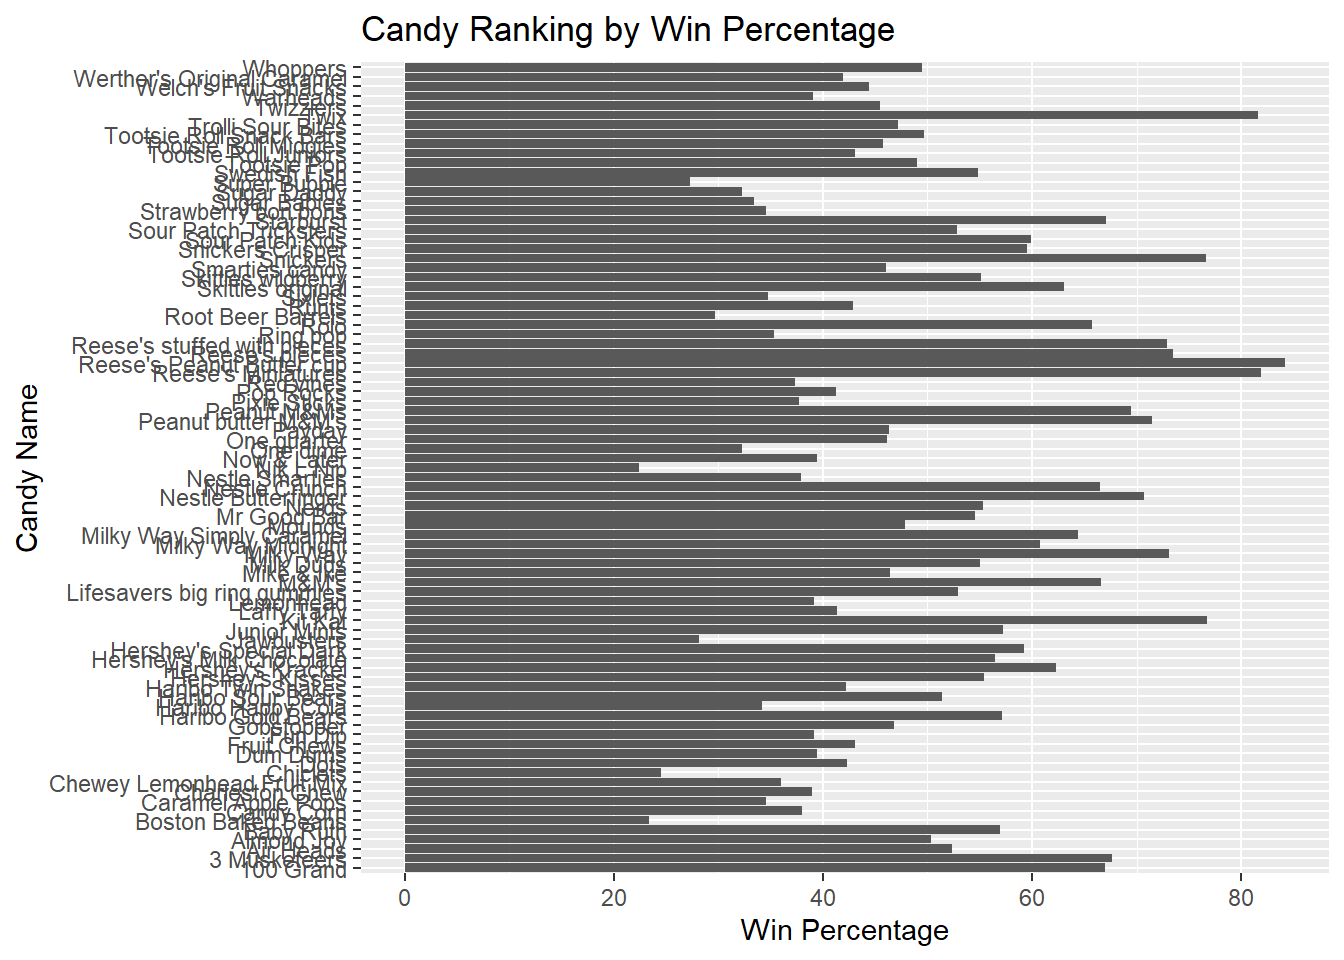 Candy Ranking by Win Percentage
Whoppers
Werther's Original Caramel
Welch's Fruit Snacks
Warheads
Twizzlers
Twix
Trolli Sour Bites
Tootsie Roll Snack Bars
Tootsie Roll Midgies
Tootsie Roll Juniors
Tootsie Pop
Swedish Fish
Super Bubble
Sugar Daddy
Sugar Babies
Strawberry bon bons
Starburst
Sour Patch Tricksters
Sour Patch Kids
Snickers Crisper
Snickers
Smarties candy
Skittles wildberry
Skittles original
Sixlets
Runts
Root Beer Barrels
Rolo
Ring pop
Reese's stuffed with pieces
Reese's pieces
Reese's Peanut Butter cup
Reese's Miniatures
Red vines
Pop Rocks
Pixie Sticks
Peanut M&Ms
Peanut butter M&M's
Payday
One quarter
One dime
Now & Later
Nik L Nip
Nestle Smarties
Nestle Crunch
Nestle Butterfinger
Nerds
Mr Good Bar
Mounds
Milky Way Simply Caramel
Milky Way Midnight
Milky Way
Milk Duds
Mike & Ike
M&M's
Lifesavers big ring gummies
Lemonhead
Laffy Taffy
Kit Kat
Junior Mints
Jawbusters
Hershey's Special Dark
Hershey's Milk Chocolate
Hershey's Krackel
Hershey's Kisses
Haribo Twin Snakes
Haribo Sour Bears
Haribo Happy Cola
Haribo Gold Bears
Gobstopper
Fun Dip
Fruit Chews
Dum Dums
Dots
Chiclets
Chewey Lemonhead Fruit Mix
Charleston Chew
Caramel Apple Pops
Candy Corn
Boston Baked Beans
Baby Ruth
Almond Joy
Air Heads
3 Musketeers
100 Grand
Candy Name
0 20 40 60 80
Win Percentage